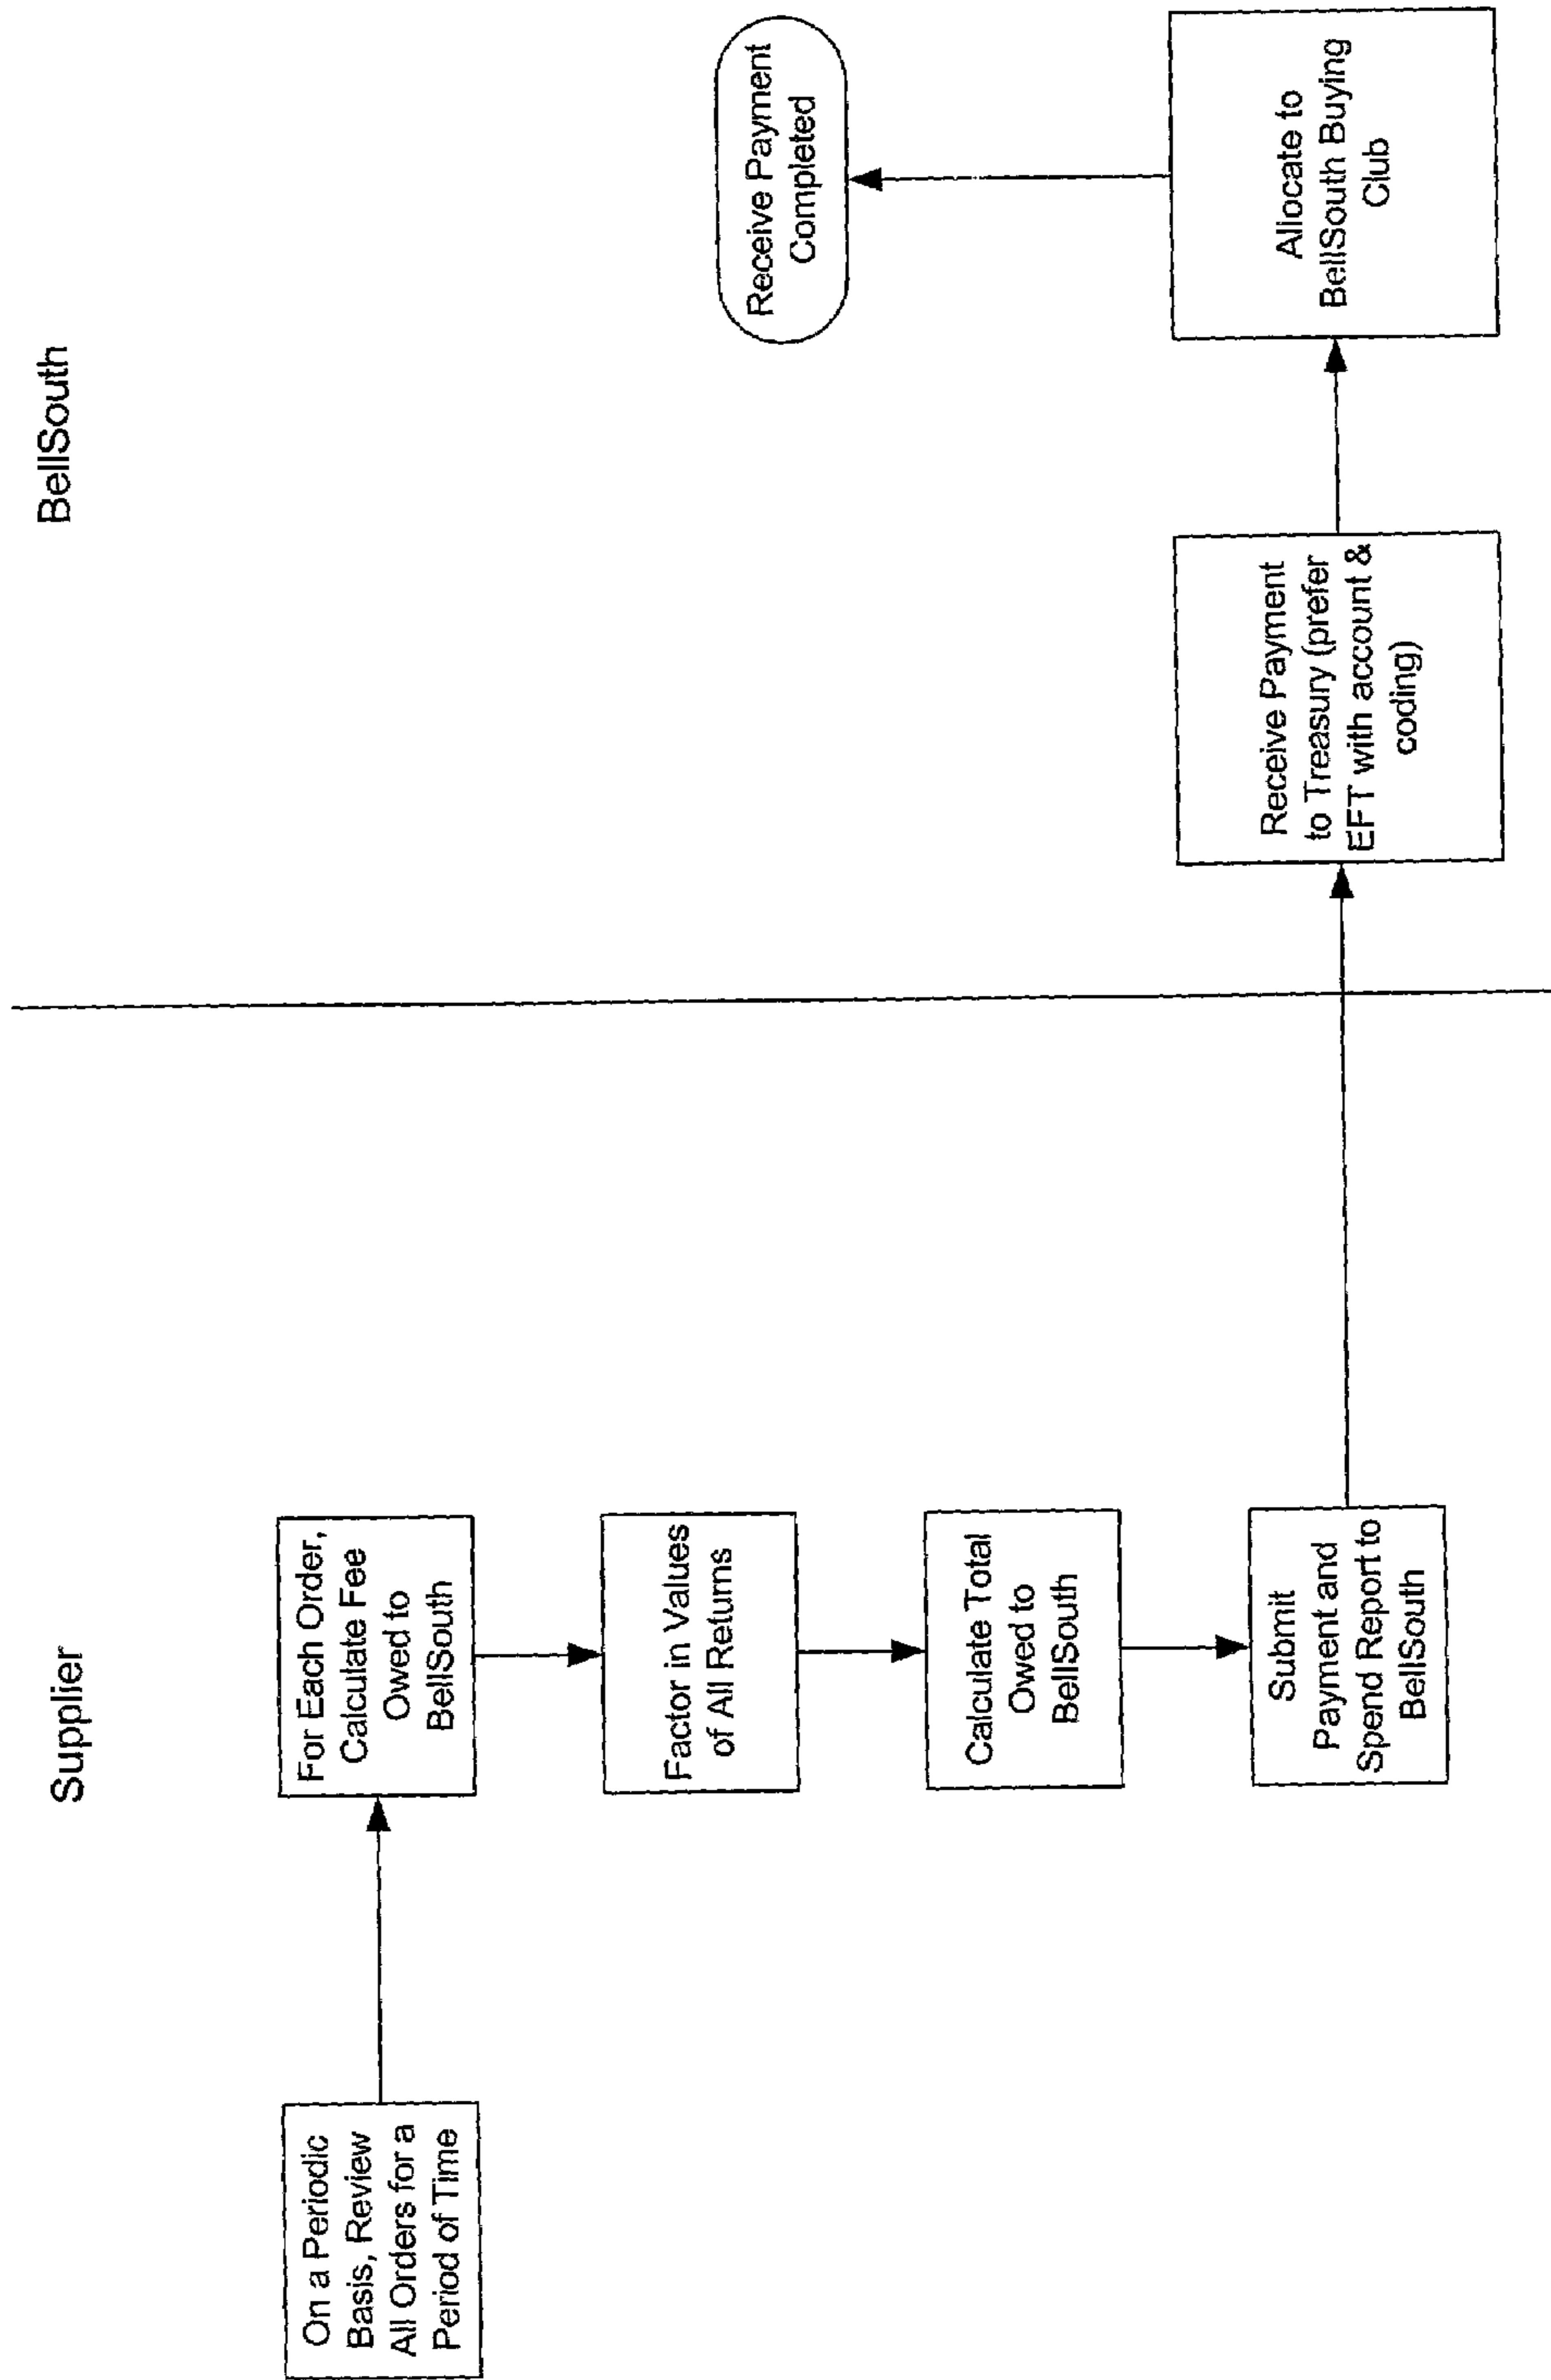 Supplier
BellSouth
On a Periodic
Basis, Review
All Orders for a
Period of Time
For Each Order,
Calculate Fee
Owed to
BellSouth
Factor in Values
of All Returns
Calculate Total
Owed to
BellSouth
Submit
Payment and
Spend Report to
BellSouth
Receive Payment
to Treasury (prefer
EFT with account &
coding)
Allocate to
BellSouth Buying
Club
Receive Payment
Completed